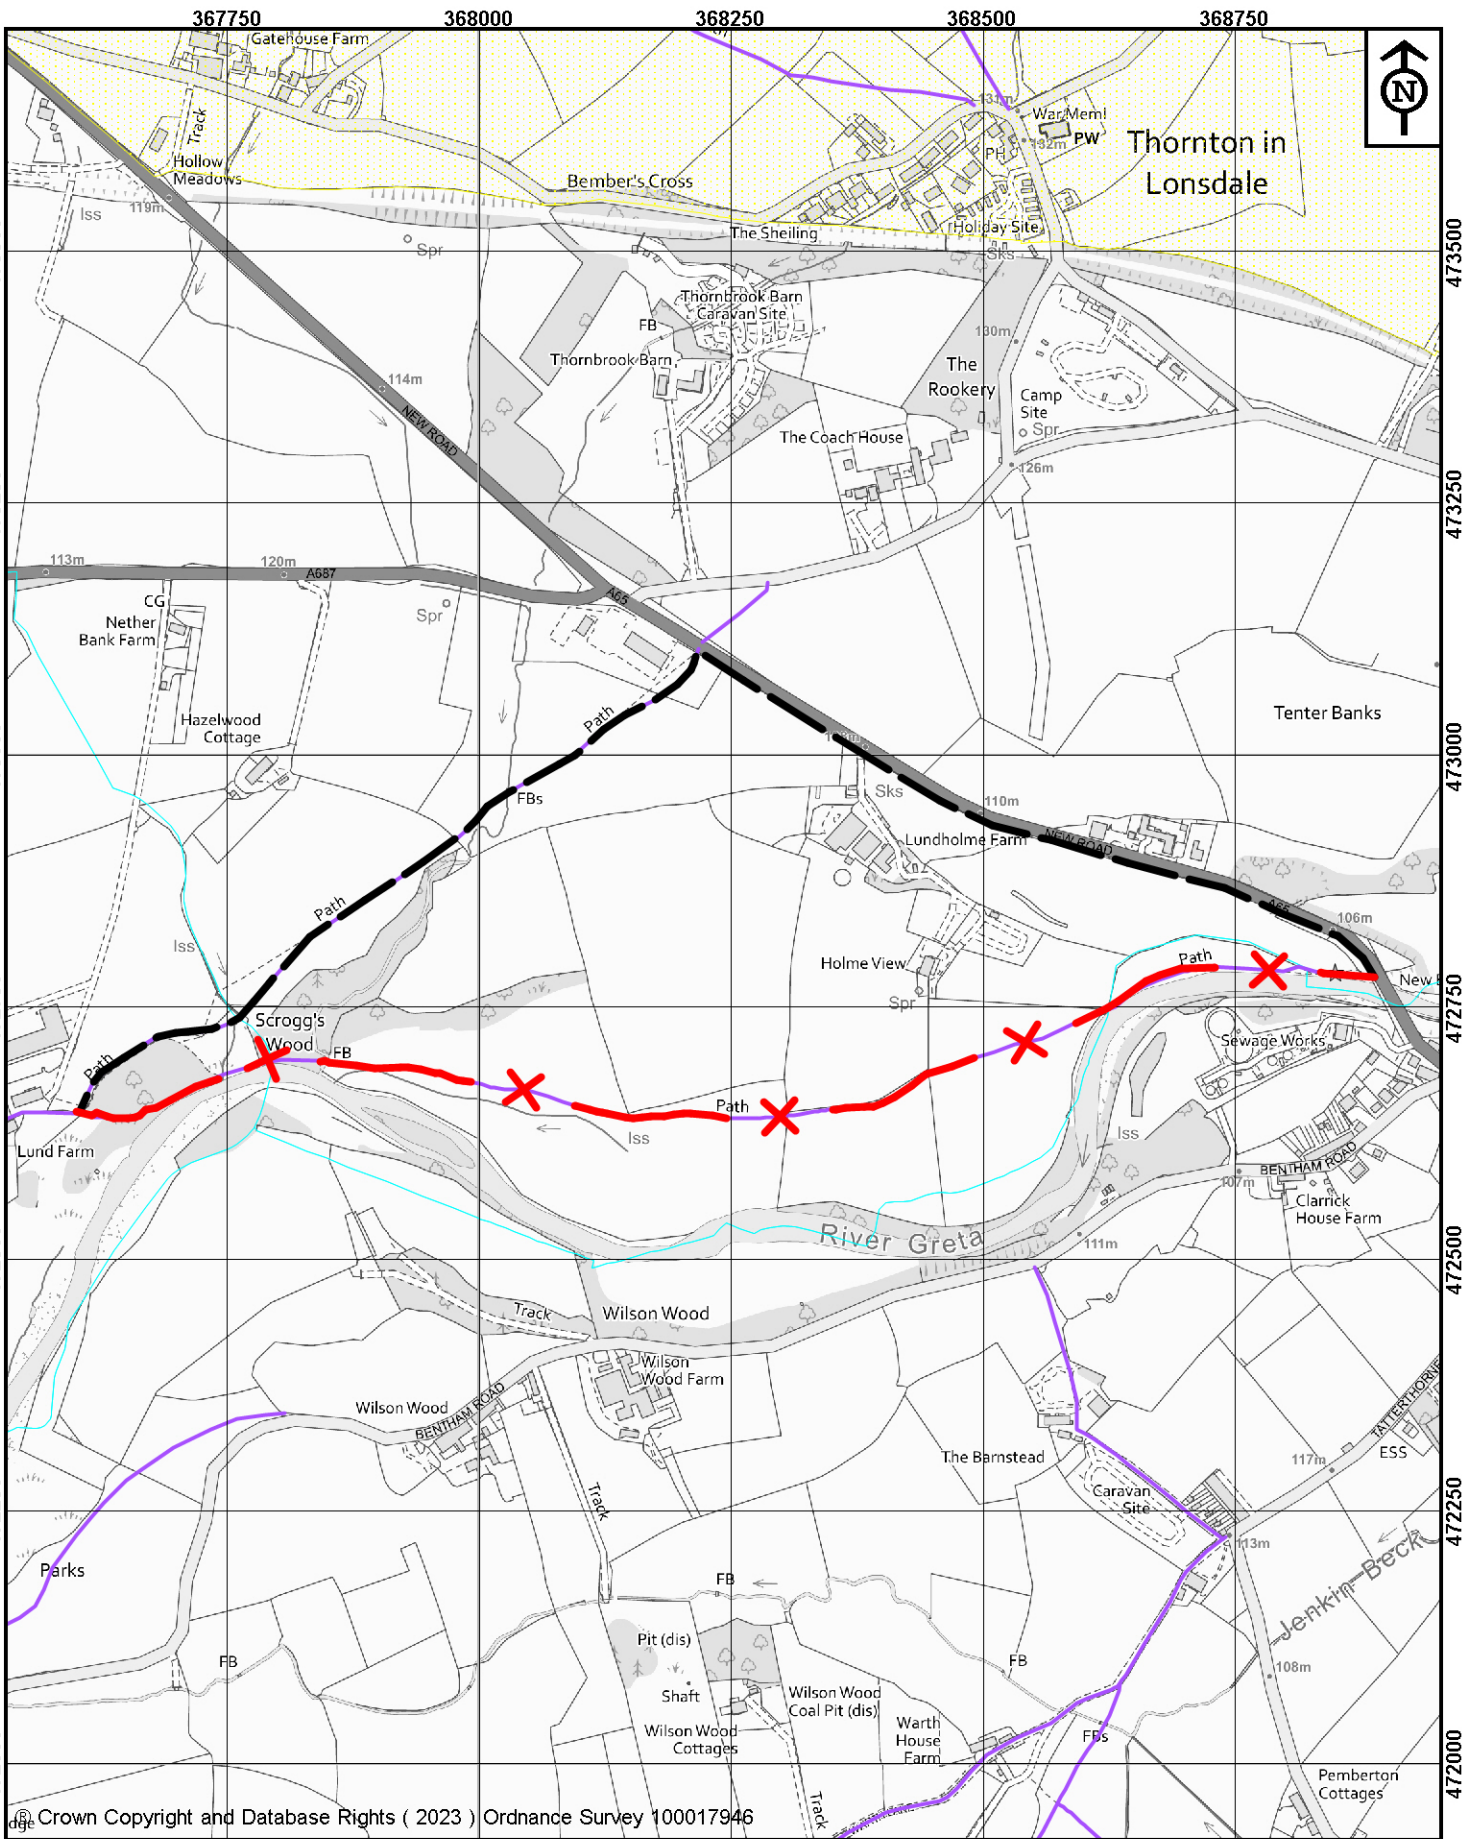 367750 368000 368250 368500 368750
Gatehouse Farm
N
131m
War Meml
PW
132m
PH
Thornton in
Lonsdale
Track
Hollow
Meadows
119m
Iss
Bember's Cross
The Sheiling
Holiday Site
Sks
473500
Spr
Thornbrook Barn
Caravan Site
FB
Thornbrook Barn
130m
The
Rookery
114m
NEW ROAD
Camp
Site
Spr
The Coach House
126m
473250
113m
120m
A687
A65
CG
Nether
Bank Farm
Spr
Path
Hazelwood
Cottage
Tenter Banks
473000
FBs
Sks
110m
Lundholme Farm
NEW ROAD
A65
106m
Path
Iss
Holme View
Path
Spr
New
472750
Scrogg's
Wood
FB
Sewage Works
Path
Path
Iss
Iss
Lund Farm
BENTHAM ROAD
107m
Clarrick
House Farm
River Greta
111m
472500
Track
Wilson Wood
Wilson
Wood Farm
Wilson Wood
BENTHAM ROAD
TATTERTHORNE
ESS
The Barnstead
117m
Caravan
Site
Track
472250
113m
Parks
FB
Jenkin Beck
Pit (dis)
FB
FB
108m
Shaft
Wilson Wood
Coal Pit (dis)
Wilson Wood
Cottages
Warth
House
Farm
FBs
472000
Pemberton
Cottages
Track
® Crown Copyright and Database Rights ( 2023 ) Ordnance Survey 100017946
dge